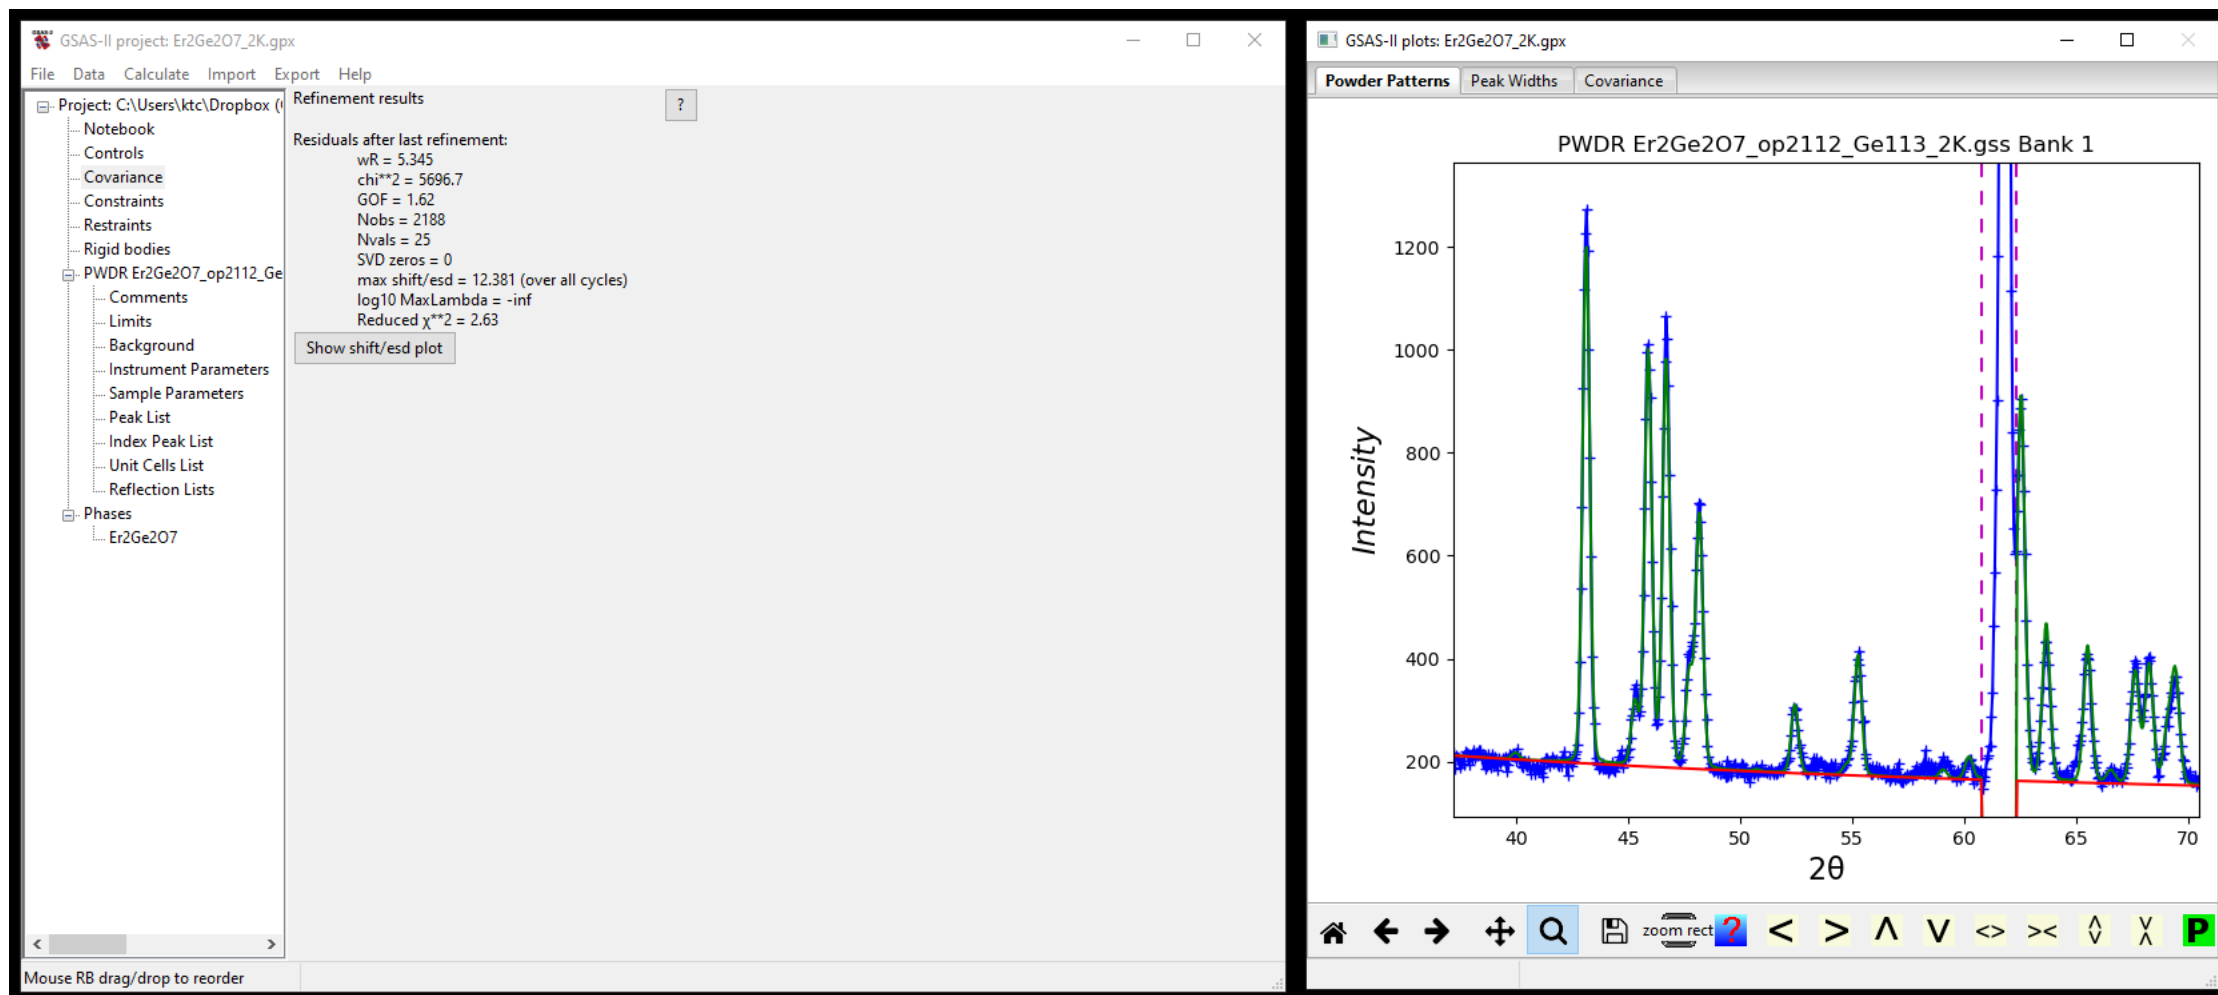 GSAS-II project: Er2Ge2O7_2K.gpx
File Data Calculate Import Export Help
Project: C:\Users\ktc\Dropbox (
Notebook
Controls
Covariance
Constraints
Restraints
Rigid bodies
PWDR Er2Ge2O7_op2112_Ge
Comments
Limits
Background
Instrument Parameters
Sample Parameters
Peak List
Index Peak List
Unit Cells List
Reflection Lists
Phases
Er2Ge2O7
Refinement results
?
Residuals after last refinement:
wR = 5.345
chi**2 = 5696.7
GOF = 1.62
Nobs = 2188
Nvals = 25
SVD zeros = 0
max shift/esd = 12.381 (over all cycles)
log10 MaxLambda = -inf
Reduced χ**2 = 2.63
Show shift/esd plot
Mouse RB drag/drop to reorder
GSAS-II plots: Er2Ge2O7_2K.gpx
Powder Patterns Peak Widths Covariance
PWDR Er2Ge2O7_op2112_Ge113_2K.gss Bank 1
Intensity
1200
1000
800
600
400
200
40 45 50 55 60 65 70
2θ
zoom rect ? < > Λ V <> >< P